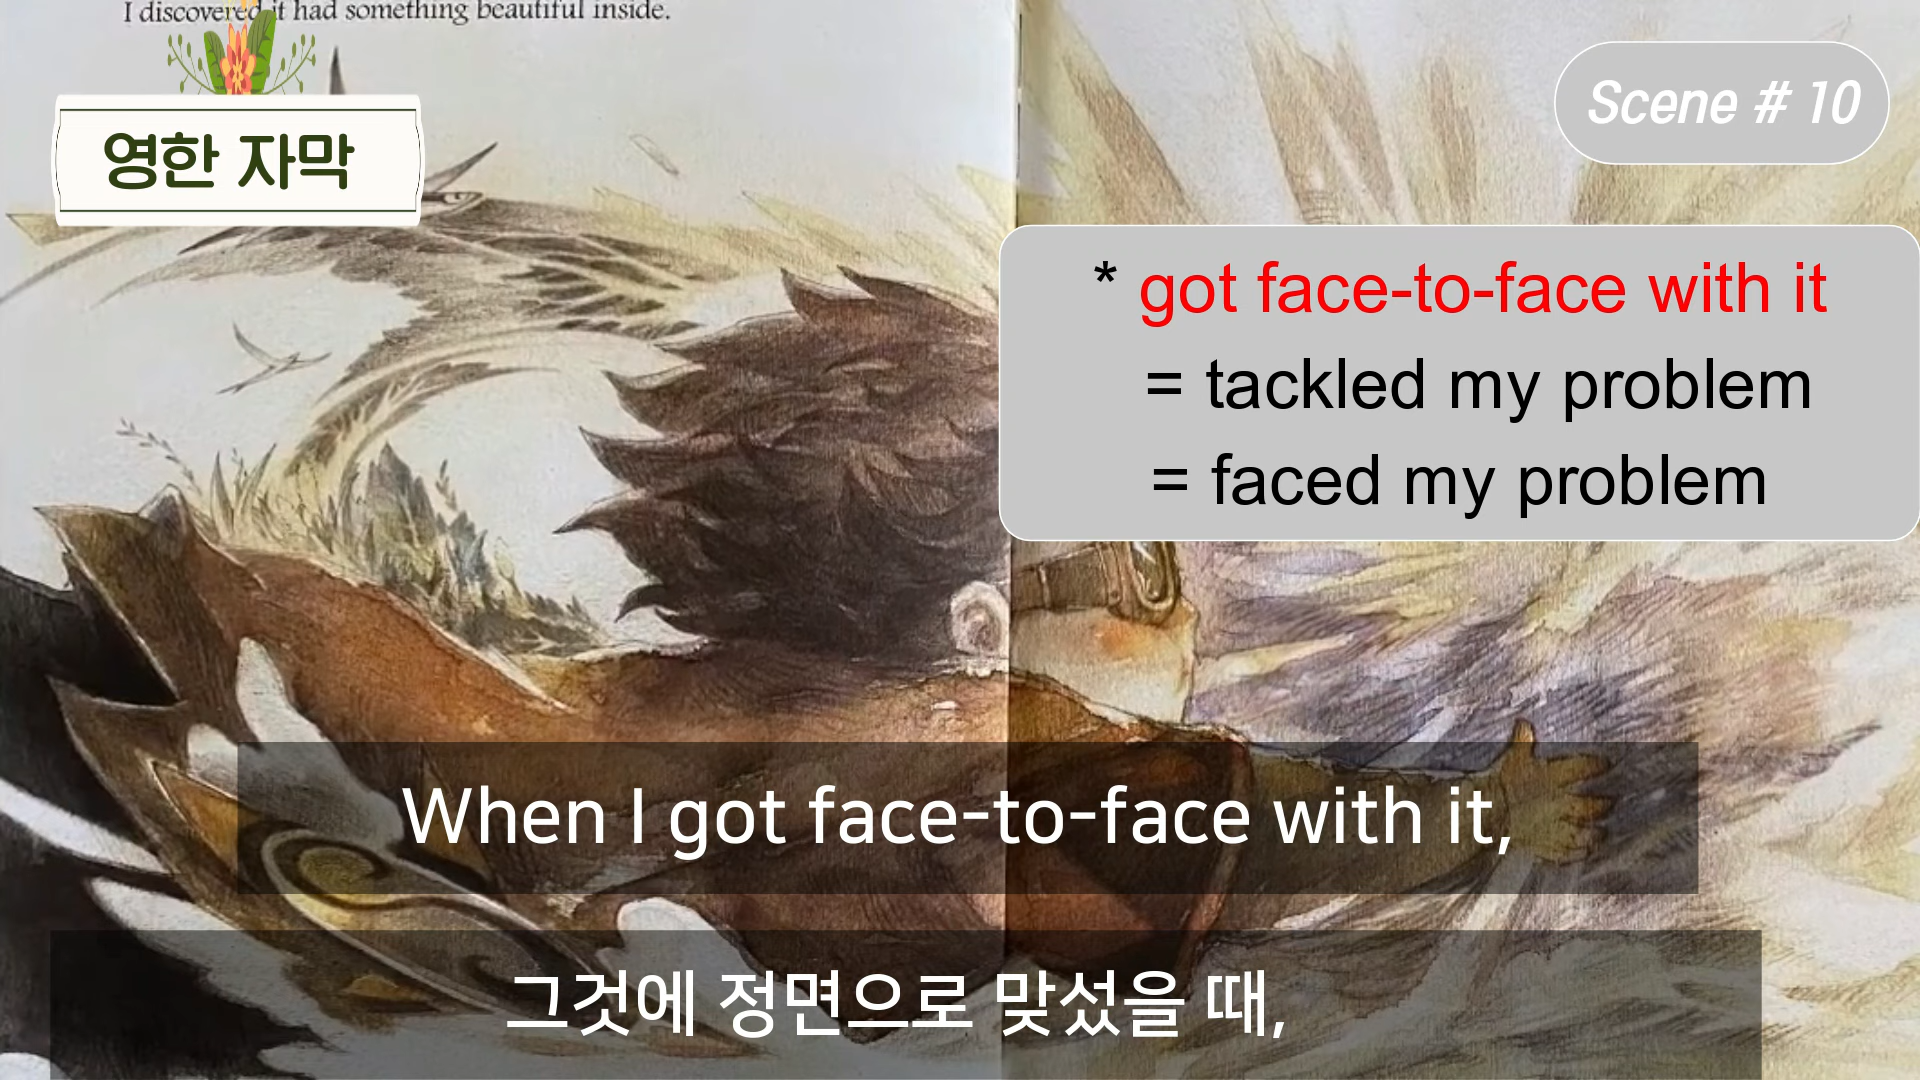 I discovered it had something beautiful inside.
영한 자막
Scene # 10
* got face-to-face with it
= tackled my problem
= faced my problem
When I got face-to-face with it,
그것에 정면으로 맞섰을 때,